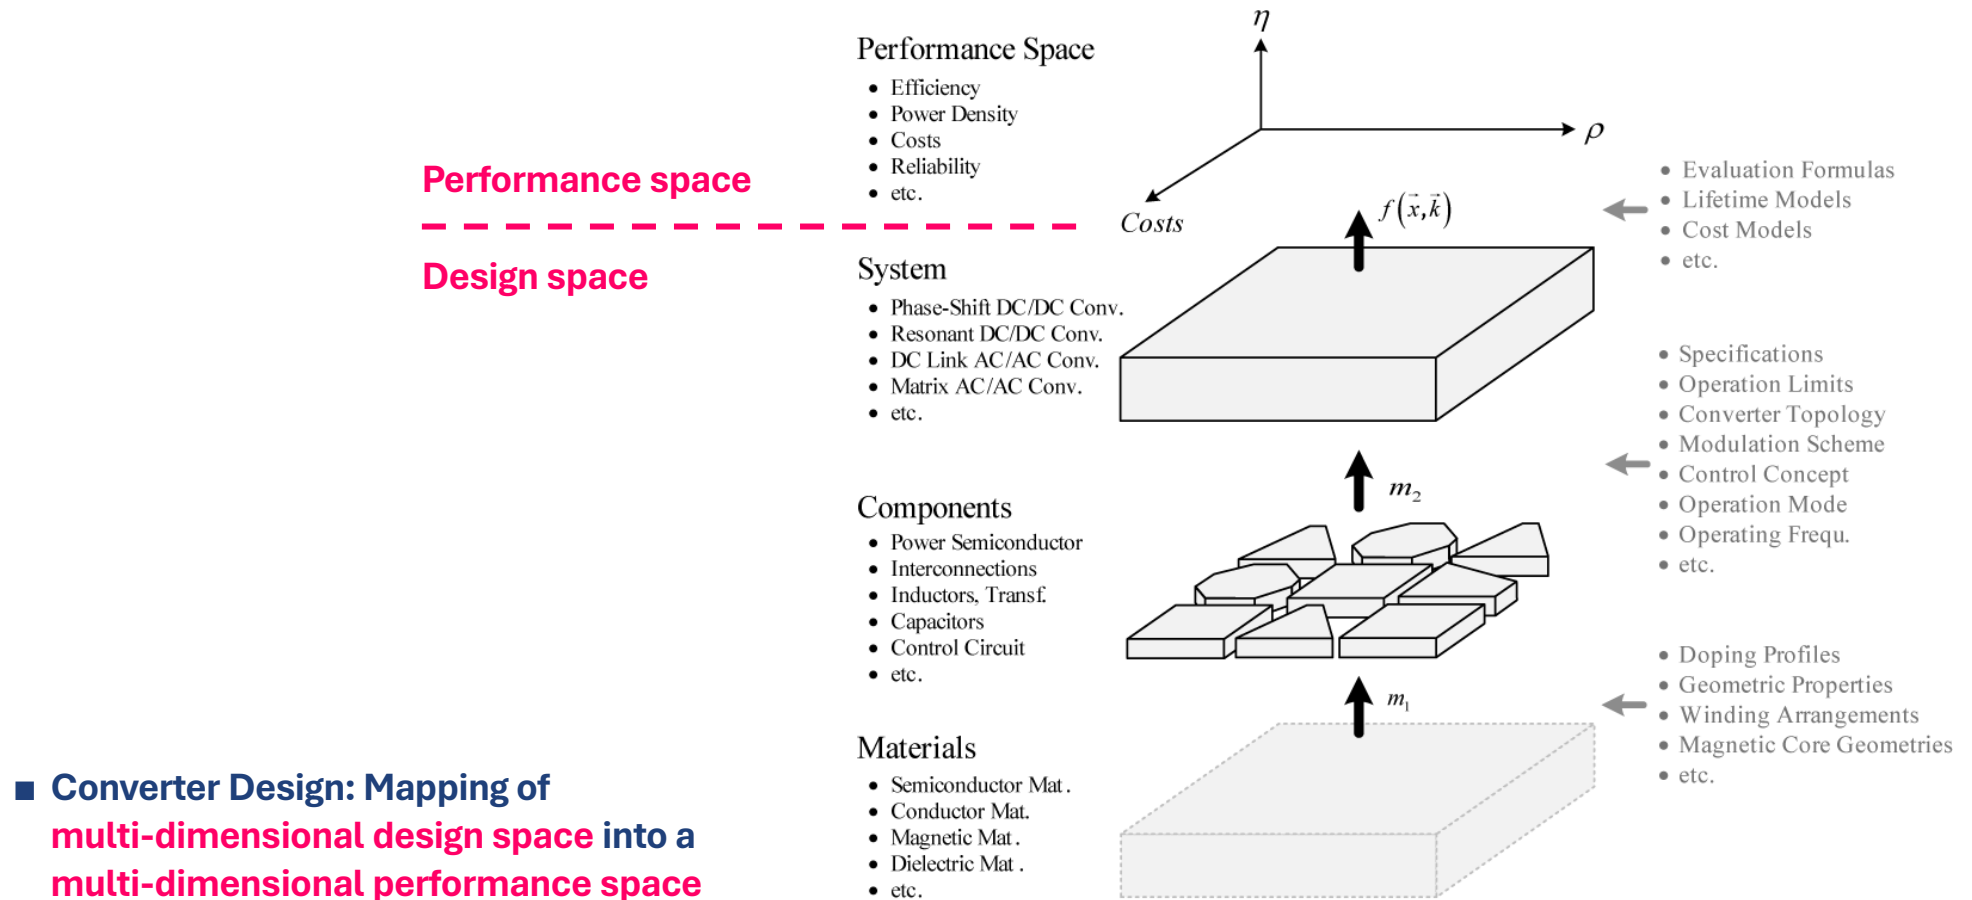 Performance Space
• Efficiency
• Power Density
• Costs
• Reliability
• etc.
η
ρ
Costs
Performance space
Design space
f(x⃗,k⃗)
• Evaluation Formulas
• Lifetime Models
• Cost Models
• etc.
System
• Phase-Shift DC/DC Conv.
• Resonant DC/DC Conv.
• DC Link AC/AC Conv.
• Matrix AC/AC Conv.
• etc.
• Specifications
• Operation Limits
• Converter Topology
• Modulation Scheme
• Control Concept
• Operation Mode
• Operating Frequ.
• etc.
m₂
Components
• Power Semiconductor
• Interconnections
• Inductors, Transf.
• Capacitors
• Control Circuit
• etc.
m₁
• Doping Profiles
• Geometric Properties
• Winding Arrangements
• Magnetic Core Geometries
• etc.
Materials
• Semiconductor Mat.
• Conductor Mat.
• Magnetic Mat.
• Dielectric Mat.
• etc.
■ Converter Design: Mapping of
multi-dimensional design space into a
multi-dimensional performance space